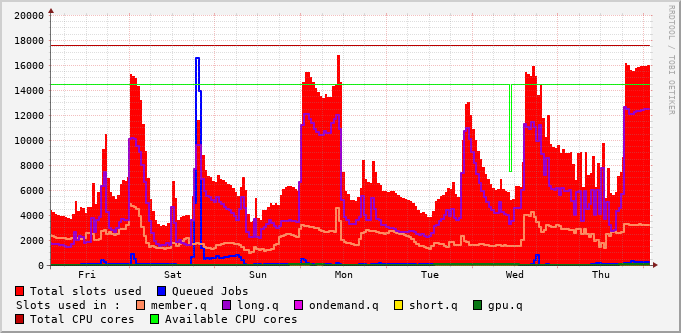 20000
18000
16000
14000
12000
10000
8000
6000
4000
2000
0
Fri Sat Sun Mon Tue Wed Thu
Total slots used Queued Jobs
Slots used in : member.q long.q ondemand.q short.q gpu.q
Total CPU cores Available CPU cores
RRDTOOL / TOBI OETIKER